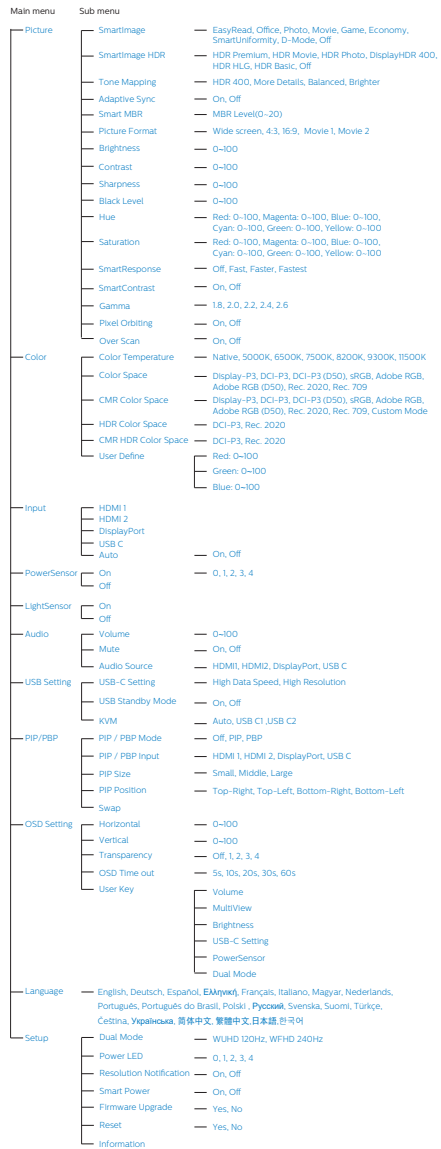 Main menu Sub menu
Picture SmartImage EasyRead, Office, Photo, Movie, Game, Economy,
SmartUniformity, D-Mode, Off
SmartImage HDR HDR Premium, HDR Movie, HDR Photo, DisplayHDR 400,
HDR HLG, HDR Basic, Off
Tone Mapping HDR 400, More Details, Balanced, Brighter
Adaptive Sync On, Off
Smart MBR MBR Level(0~20)
Picture Format Wide screen, 4:3, 16:9, Movie 1, Movie 2
Brightness 0~100
Contrast 0~100
Sharpness 0~100
Black Level 0~100
Hue Red: 0~100, Magenta: 0~100, Blue: 0~100,
Cyan: 0~100, Green: 0~100, Yellow: 0~100
Saturation Red: 0~100, Magenta: 0~100, Blue: 0~100,
Cyan: 0~100, Green: 0~100, Yellow: 0~100
SmartResponse Off, Fast, Faster, Fastest
SmartContrast On, Off
Gamma 1.8, 2.0, 2.2, 2.4, 2.6
Pixel Orbiting On, Off
Over Scan On, Off
Color Color Temperature Native, 5000K, 6500K, 7500K, 8200K, 9300K, 11500K
Color Space Display-P3, DCI-P3, DCI-P3 (D50), sRGB, Adobe RGB,
Adobe RGB (D50), Rec. 2020, Rec. 709
CMR Color Space Display-P3, DCI-P3, DCI-P3 (D50), sRGB, Adobe RGB,
Adobe RGB (D50), Rec. 2020, Rec. 709, Custom Mode
HDR Color Space DCI-P3, Rec. 2020
CMR HDR Color Space DCI-P3, Rec. 2020
User Define Red: 0~100
Green: 0~100
Blue: 0~100
Input HDMI 1
HDMI 2
DisplayPort
USB C
Auto On, Off
PowerSensor On 0, 1, 2, 3, 4
Off
LightSensor On
Off
Audio Volume 0~100
Mute On, Off
Audio Source HDMI1, HDMI2, DisplayPort, USB C
USB Setting USB-C Setting High Data Speed, High Resolution
USB Standby Mode On, Off
KVM Auto, USB C1 ,USB C2
PIP/PBP PIP / PBP Mode Off, PIP, PBP
PIP / PBP Input HDMI 1, HDMI 2, DisplayPort, USB C
PIP Size Small, Middle, Large
PIP Position Top-Right, Top-Left, Bottom-Right, Bottom-Left
Swap
OSD Setting Horizontal 0~100
Vertical 0~100
Transparency Off, 1, 2, 3, 4
OSD Time out 5s, 10s, 20s, 30s, 60s
User Key
Volume
MultiView
Brightness
USB-C Setting
PowerSensor
Dual Mode
Language English, Deutsch, Español, Ελληνική, Français, Italiano, Magyar, Nederlands,
Português, Português do Brasil, Polski , Русский, Svenska, Suomi, Türkçe,
Čeština, Українська, 简体中文, 繁體中文,日本語,한국어
Setup Dual Mode WUHD 120Hz, WFHD 240Hz
Power LED 0, 1, 2, 3, 4
Resolution Notification On, Off
Smart Power On, Off
Firmware Upgrade Yes, No
Reset Yes, No
Information